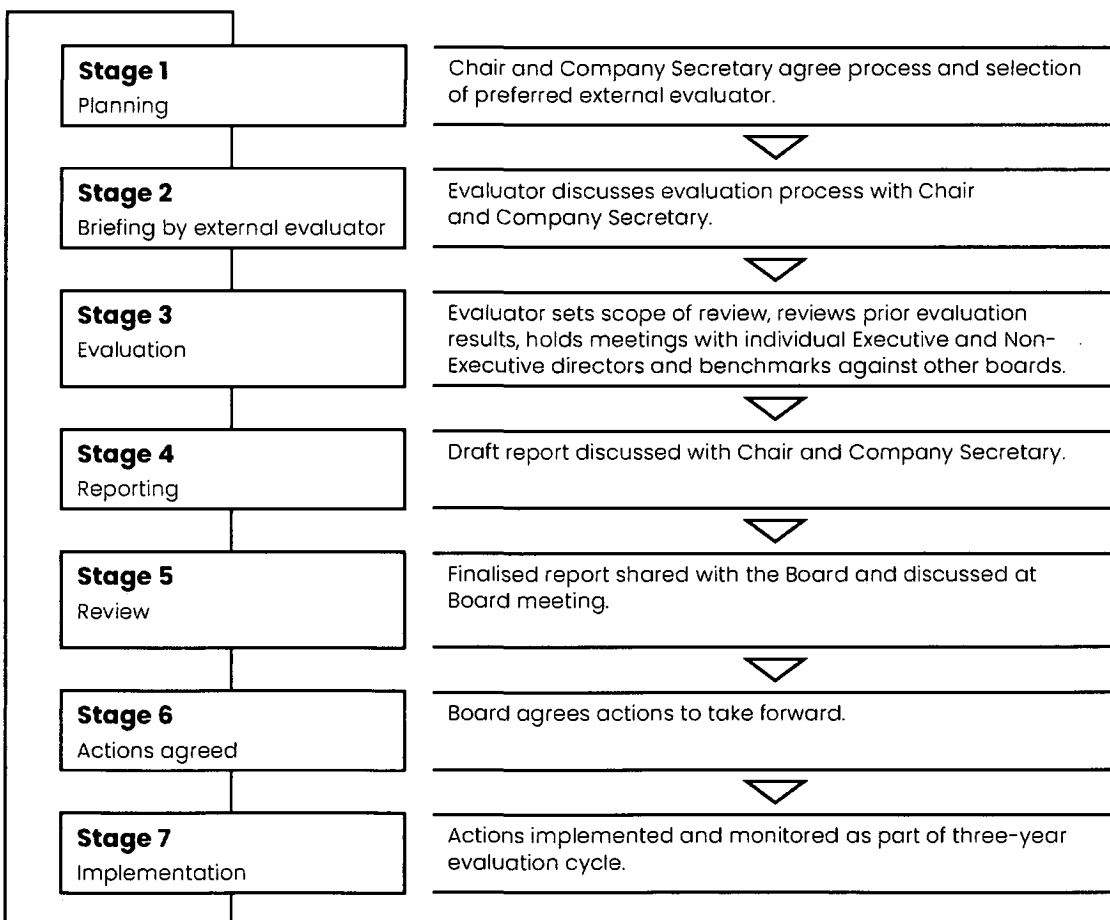 Stage 1
Planning
Chair and Company Secretary agree process and selection
of preferred external evaluator.
Stage 2
Briefing by external evaluator
Evaluator discusses evaluation process with Chair
and Company Secretary.
Stage 3
Evaluation
Evaluator sets scope of review, reviews prior evaluation
results, holds meetings with individual Executive and Non-
Executive directors and benchmarks against other boards.
Stage 4
Reporting
Draft report discussed with Chair and Company Secretary.
Stage 5
Review
Finalised report shared with the Board and discussed at
Board meeting.
Stage 6
Actions agreed
Board agrees actions to take forward.
Stage 7
Implementation
Actions implemented and monitored as part of three-year
evaluation cycle.